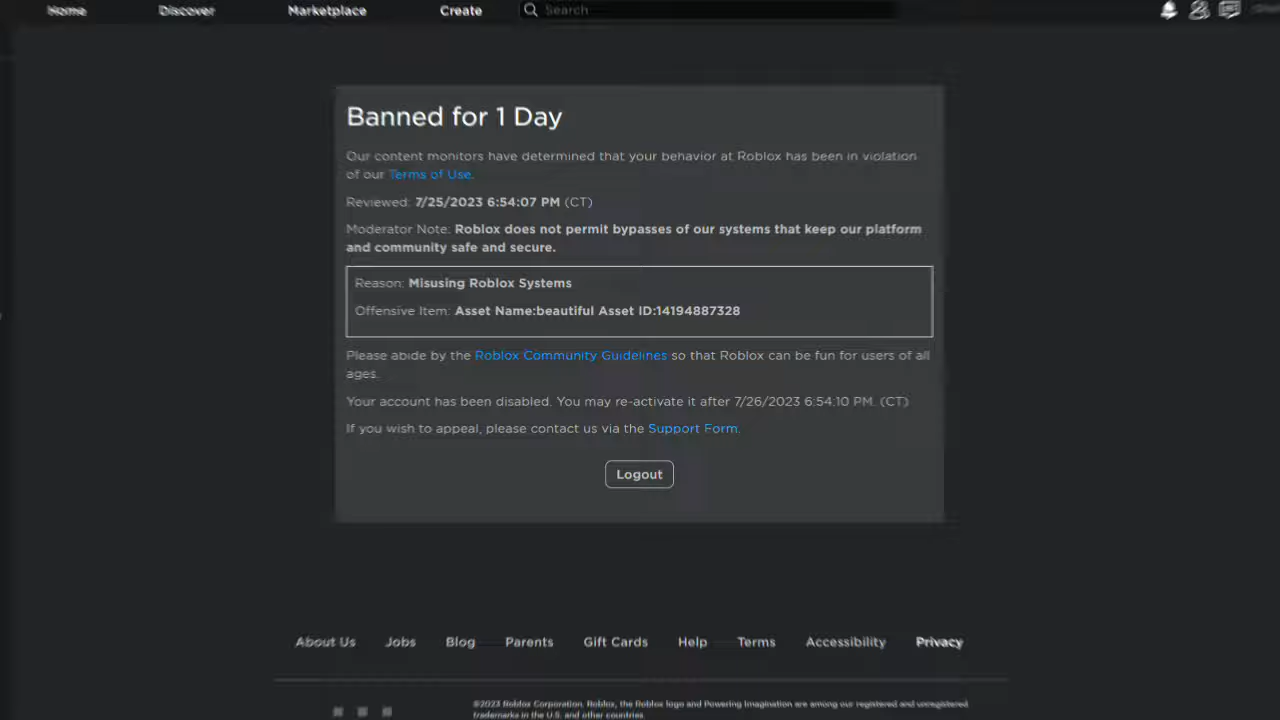 Home Discover Marketplace Create Search
Banned for 1 Day
Our content monitors have determined that your behavior at Roblox has been in violation
of our Terms of Use.
Reviewed: 7/25/2023 6:54:07 PM (CT)
Moderator Note: Roblox does not permit bypasses of our systems that keep our platform
and community safe and secure.
Reason: Misusing Roblox Systems
Offensive Item: Asset Name:beautiful Asset ID:14194887328
Please abide by the Roblox Community Guidelines so that Roblox can be fun for users of all
ages.
Your account has been disabled. You may re-activate it after 7/26/2023 6:54:10 PM. (CT)
If you wish to appeal, please contact us via the Support Form.
Logout
About Us Jobs Blog Parents Gift Cards Help Terms Accessibility Privacy
©2023 Roblox Corporation. Roblox, the Roblox logo and Powering Imagination are among our registered and unregistered
trademarks in the U.S. and other countries.